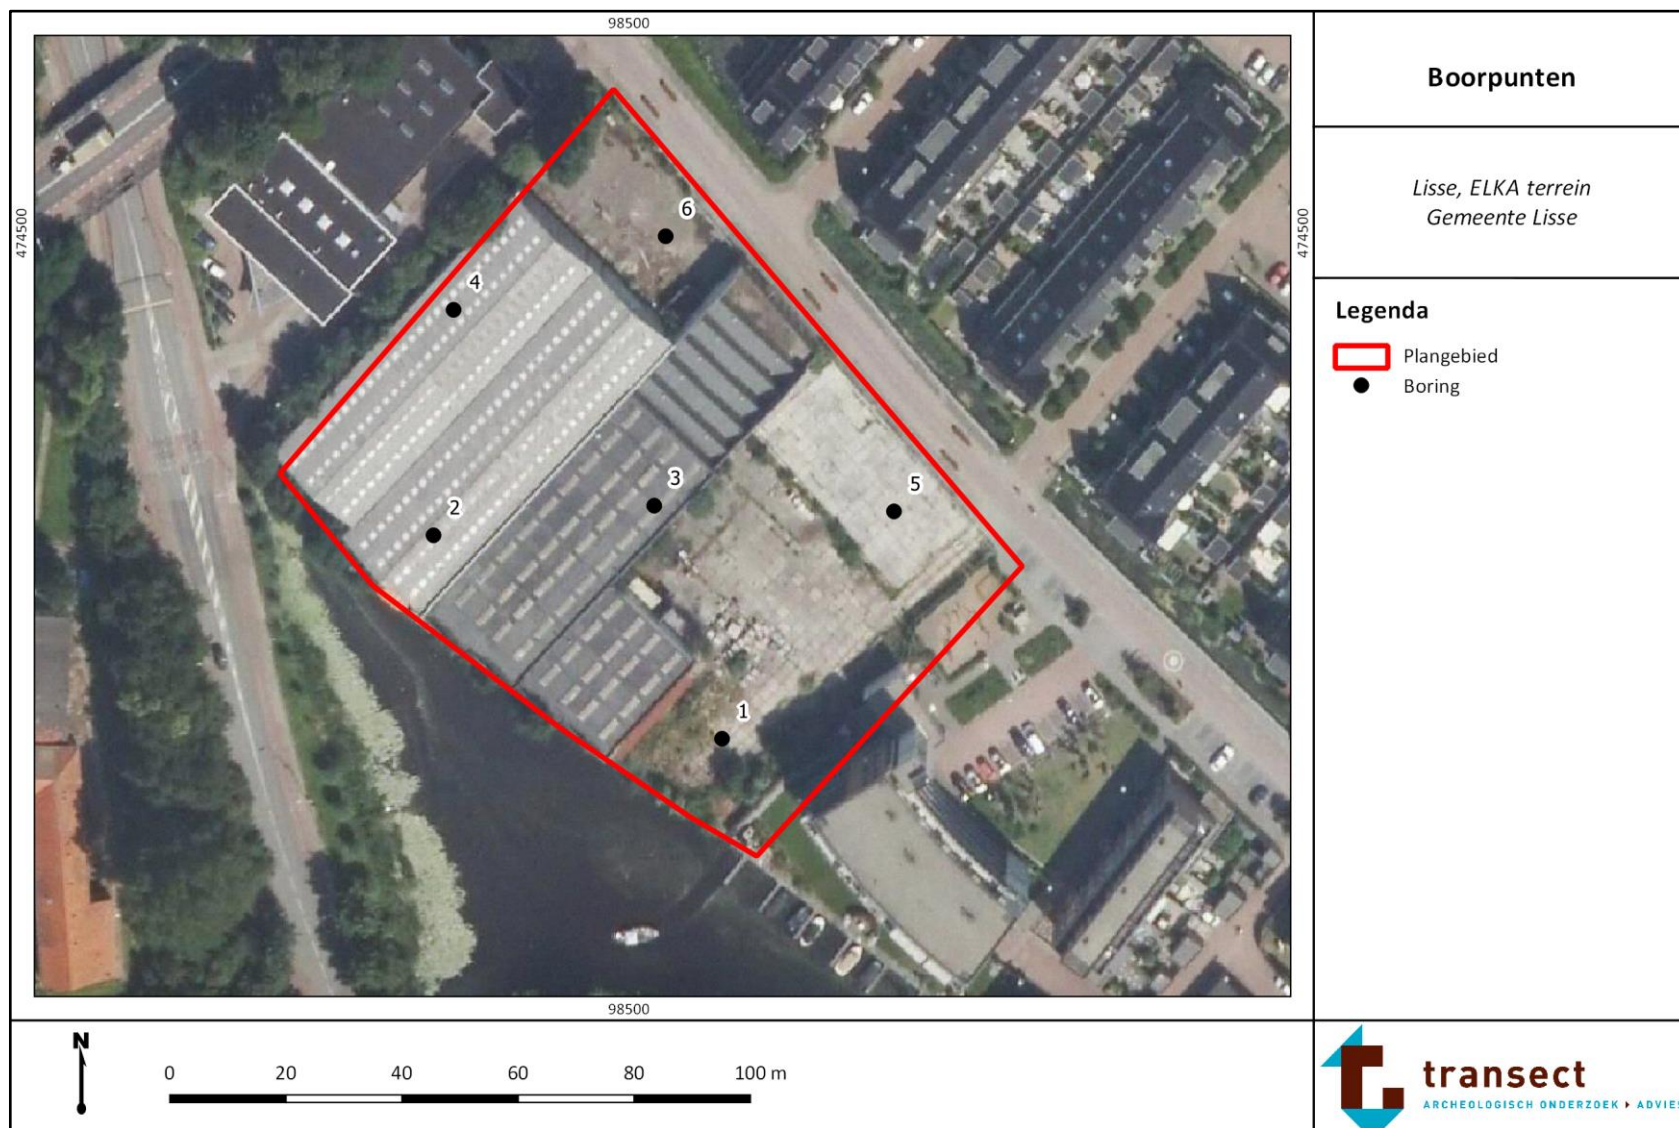 98500
474500
474500
6
4
3
5
2
1
98500
Boorpunten
Lisse, ELKA terrein
Gemeente Lisse
Legenda
Plangebied
Boring
N
0 20 40 60 80 100 m
transect
ARCHEOLOGISCH ONDERZOEK ▸ ADVIES